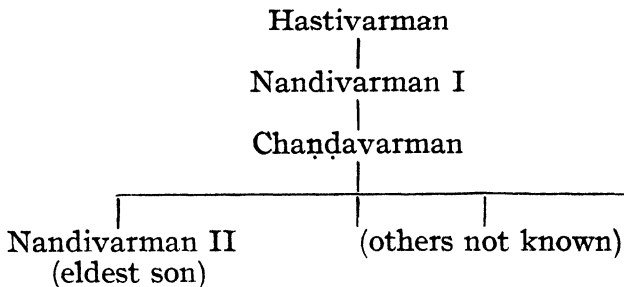 Hastivarman
Nandivarman I
Chaṇḍavarman
Nandivarman II (others not known)
(eldest son)